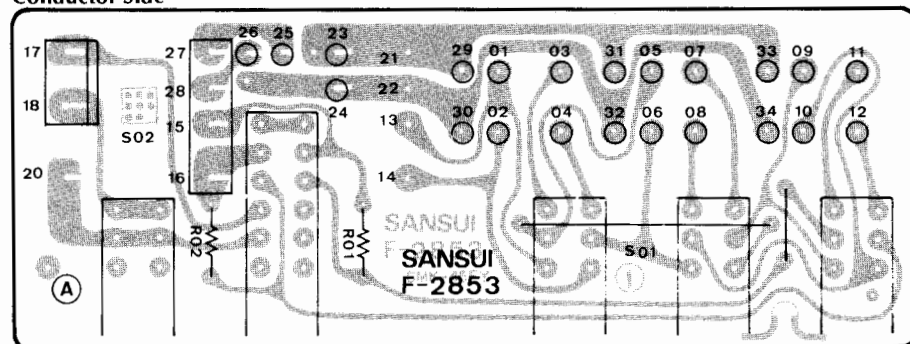 Conductor Side
26 25 23
17 27 21 29 01 03 31 05 07 33 09 11
28 22
18 24
S02 15 13 30 02 04 32 06 08 34 10 12
20 16 14
SANSUI
R02 R01 S01
SANSUI
F-2853
A